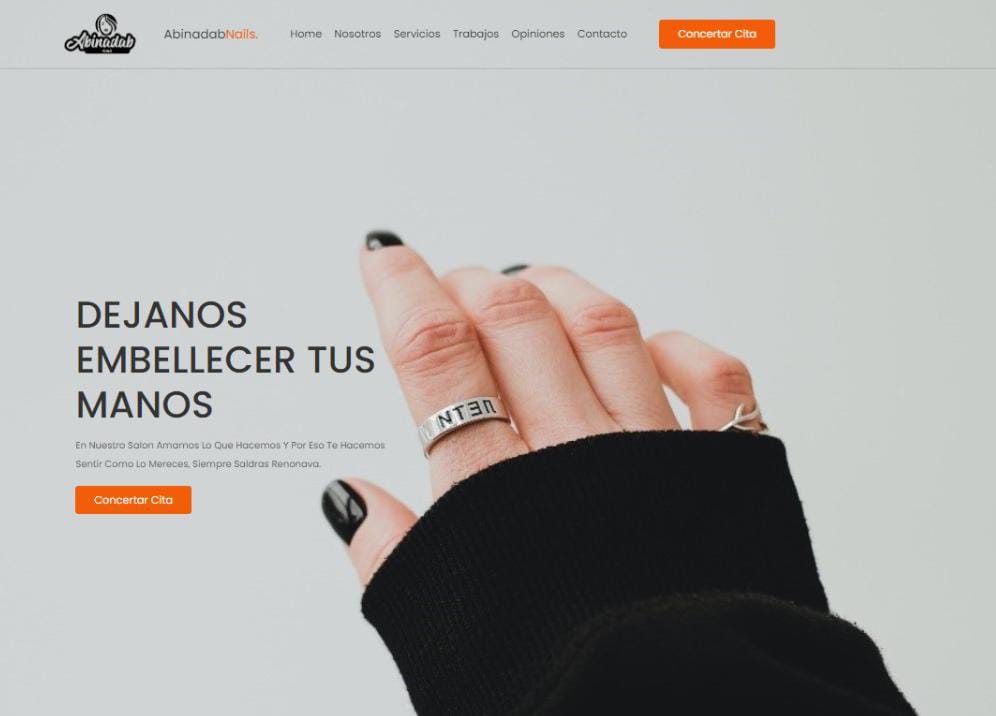 Abinadab
AbinadabNails.
Home Nosotros Servicios Trabajos Opiniones Contacto
Concertar Cita
DEJANOS
EMBELLECER TUS
MANOS
En Nuestro Salon Amamos Lo Que Hacemos Y Por Eso Te Hacemos
Sentir Como Lo Mereces, Siempre Saldras Renonava.
Concertar Cita